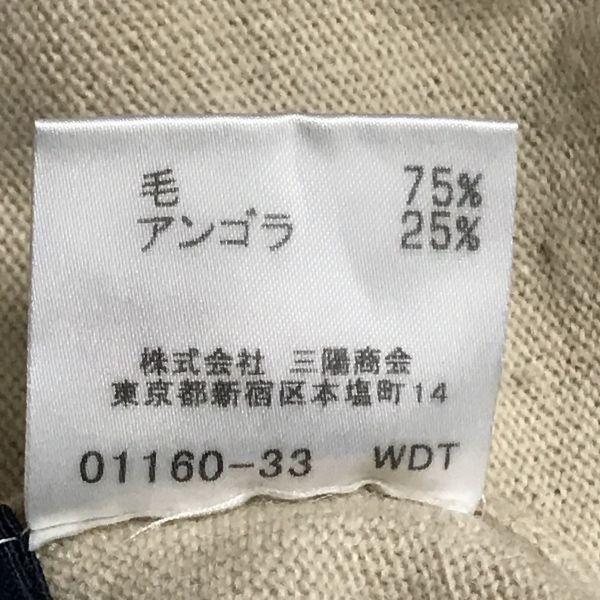 毛 75%
アンゴラ 25%
株式会社 三陽商会
東京都新宿区本塩町14
01160-33 WDT